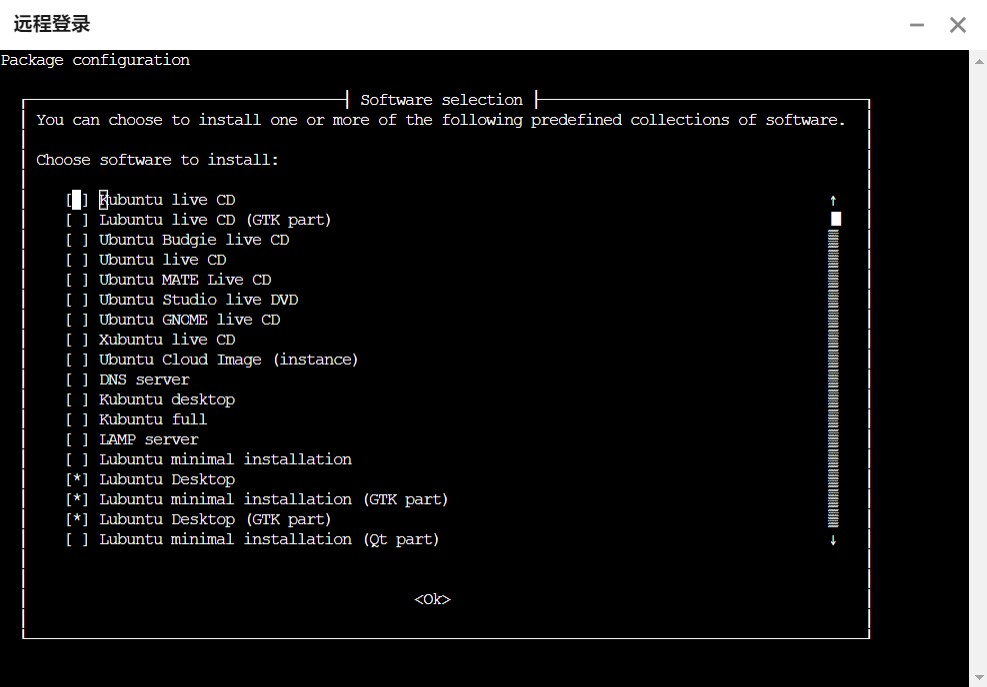 远程登录
Package configuration
Software selection
You can choose to install one or more of the following predefined collections of software.
Choose software to install:
[ ] Kubuntu live CD
[ ] Lubuntu live CD (GTK part)
[ ] Ubuntu Budgie live CD
[ ] Ubuntu live CD
[ ] Ubuntu MATE Live CD
[ ] Ubuntu Studio live DVD
[ ] Ubuntu GNOME live CD
[ ] Xubuntu live CD
[ ] Ubuntu Cloud Image (instance)
[ ] DNS server
[ ] Kubuntu desktop
[ ] Kubuntu full
[ ] LAMP server
[ ] Lubuntu minimal installation
[*] Lubuntu Desktop
[*] Lubuntu minimal installation (GTK part)
[*] Lubuntu Desktop (GTK part)
[ ] Lubuntu minimal installation (Qt part)
<Ok>